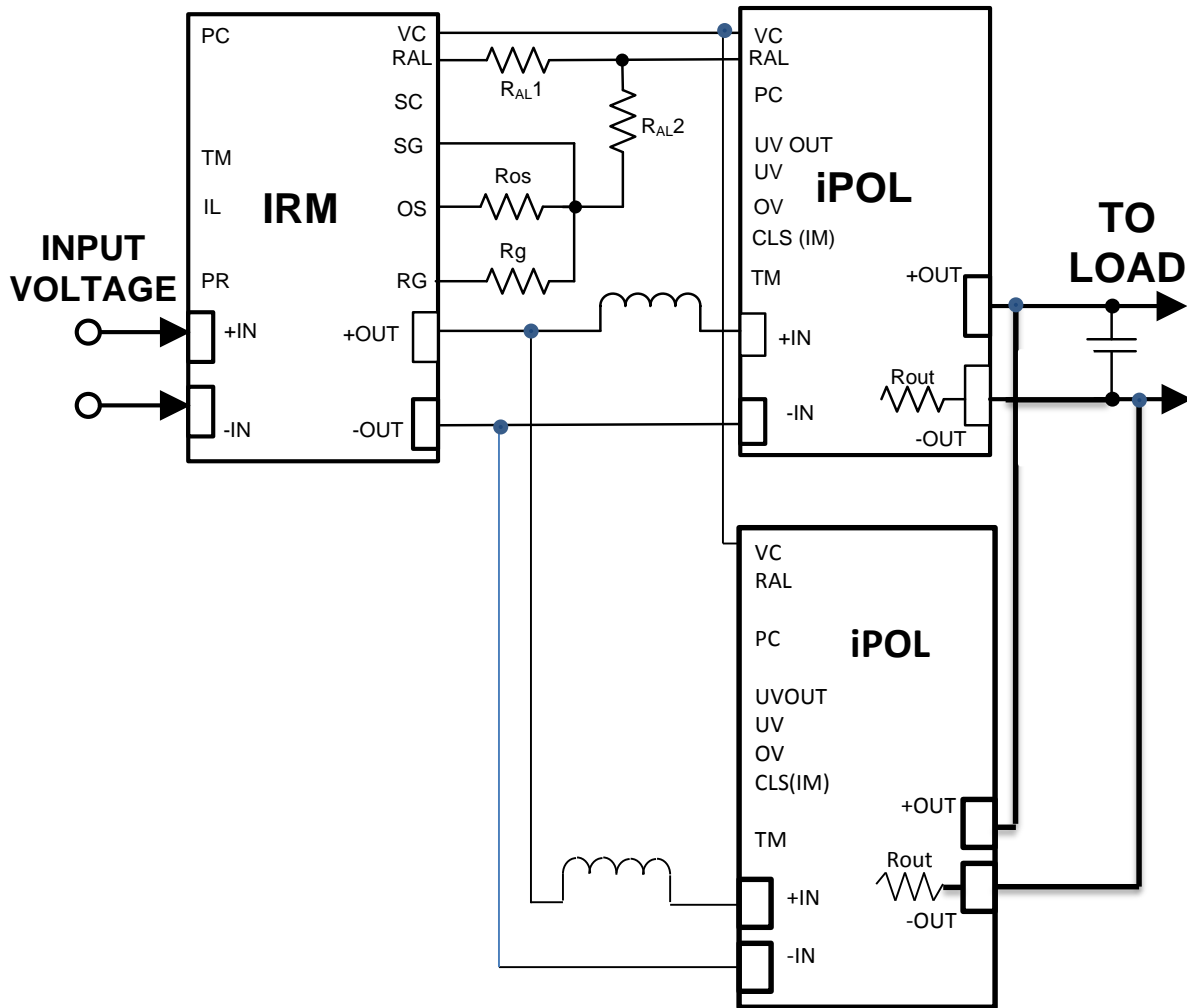 INPUT
VOLTAGE
PC
TM
IL
PR
+IN
-IN
IRM
VC
RAL
SC
SG
OS
RG
+OUT
-OUT
RAL1
RAL2
Ros
Rg
VC
RAL
PC
UV OUT
UV
OV
CLS (IM)
TM
+IN
-IN
iPOL
+OUT
Rout
-OUT
TO
LOAD
VC
RAL
PC
UVOUT
UV
OV
CLS(IM)
TM
+IN
-IN
iPOL
+OUT
Rout
-OUT